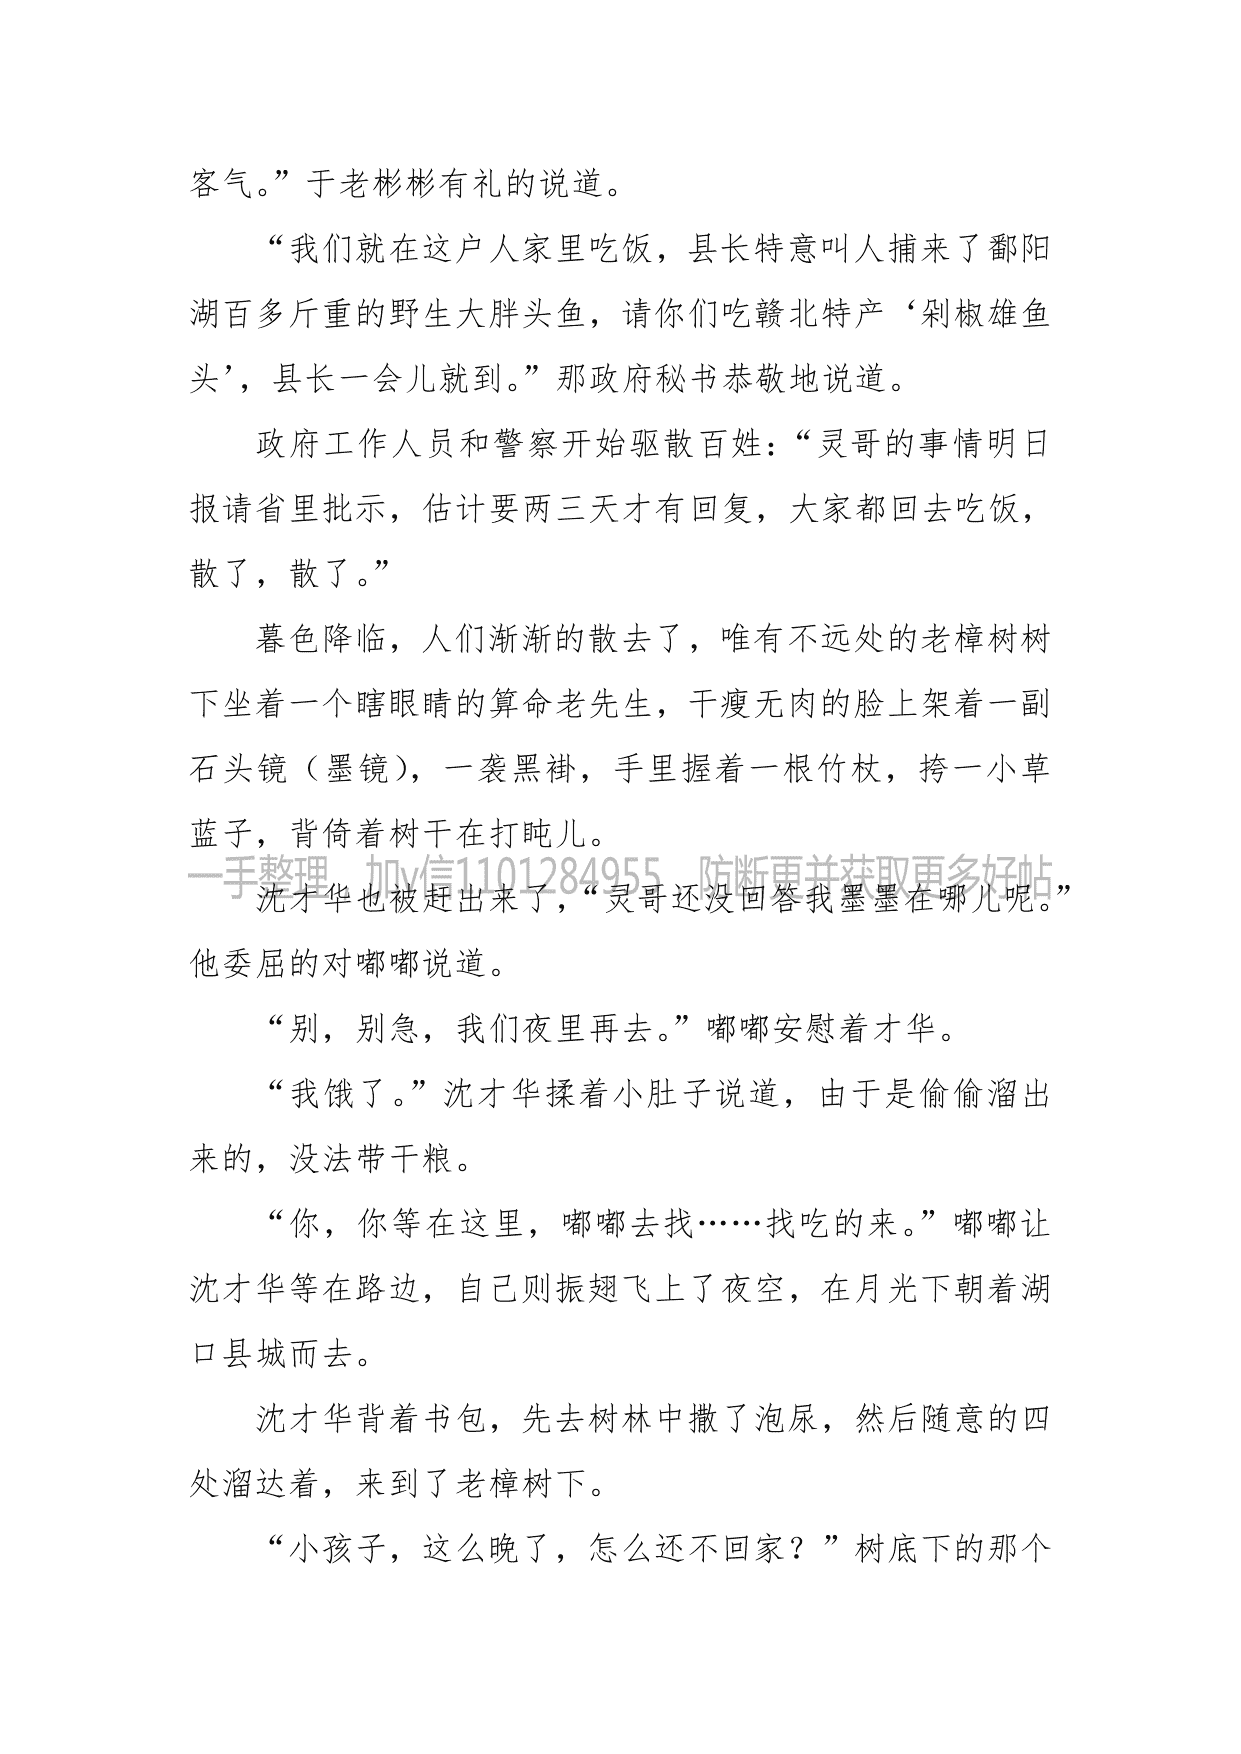 客气。”于老彬彬有礼的说道。
“我们就在这户人家里吃饭，县长特意叫人捕来了鄱阳
湖百多斤重的野生大胖头鱼，请你们吃赣北特产‘剁椒雄鱼
头’，县长一会儿就到。”那政府秘书恭敬地说道。
政府工作人员和警察开始驱散百姓：“灵哥的事情明日
报请省里批示，估计要两三天才有回复，大家都回去吃饭，
散了，散了。”
暮色降临，人们渐渐的散去了，唯有不远处的老樟树树
下坐着一个瞎眼睛的算命老先生，干瘦无肉的脸上架着一副
石头镜（墨镜），一袭黑褂，手里握着一根竹杖，挎一小草
蓝子，背倚着树干在打盹儿。
一手整理，加v信1101284955，防断更并获取更多好帖
沈才华也被赶出来了，“灵哥还没回答我墨墨在哪儿呢。”
他委屈的对嘟嘟说道。
“别，别急，我们夜里再去。”嘟嘟安慰着才华。
“我饿了。”沈才华揉着小肚子说道，由于是偷偷溜出
来的，没法带干粮。
“你，你等在这里，嘟嘟去找……找吃的来。”嘟嘟让
沈才华等在路边，自己则振翅飞上了夜空，在月光下朝着湖
口县城而去。
沈才华背着书包，先去树林中撒了泡尿，然后随意的四
处溜达着，来到了老樟树下。
“小孩子，这么晚了，怎么还不回家？”树底下的那个